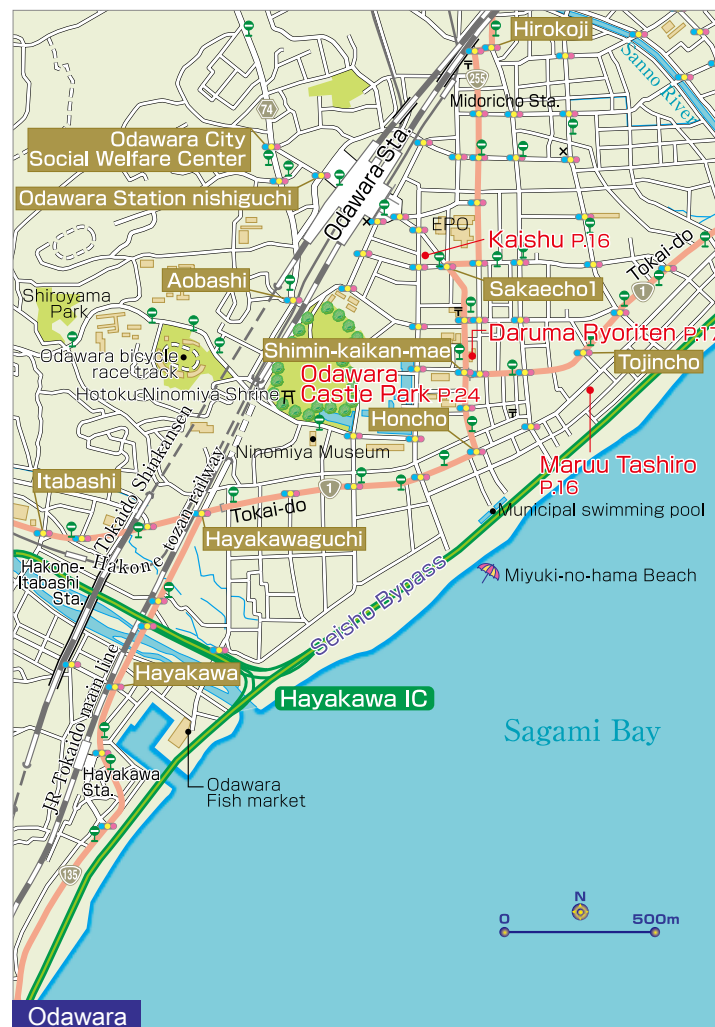 Hirokoji
255
Sanno River
Midoricho Sta.
74
Odawara City
Social Welfare Center
Odawara Sta.
Odawara Station nishiguchi
EPO
Kaishu P.16
Tokai-do
1
Sakaecho1
Aobashi
Shiroyama
Park
Daruma Ryoriten P.17
Shimin-kaikan-mae
Tojincho
Odawara bicycle
race track
Odawara
Castle Park P.24
Hotoku Ninomiya Shrine
Honcho
Ninomiya Museum
Maruu Tashiro
P.16
Itabashi
Tokaido Shinkansen
Hakone tozan railway
1
Tokai-do
Municipal swimming pool
Hayakawaguchi
Hakone-
Itabashi
Sta.
Seisho Bypass
Miyuki-no-hama Beach
Hayakawa
Hayakawa IC
JR Tokaido main line
Sagami Bay
Hayakawa
Sta.
Odawara
Fish market
135
N
0 500m
Odawara